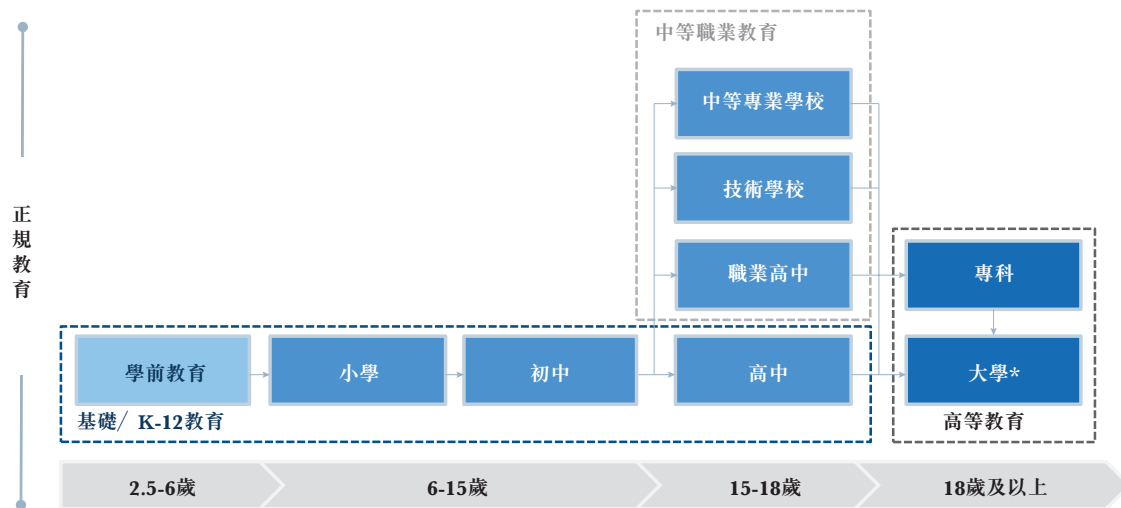 正規教育
中等職業教育
中等專業學校
技術學校
職業高中
專科
學前教育
小學
初中
高中
大學*
基礎/ K-12教育
高等教育
2.5-6歲
6-15歲
15-18歲
18歲及以上